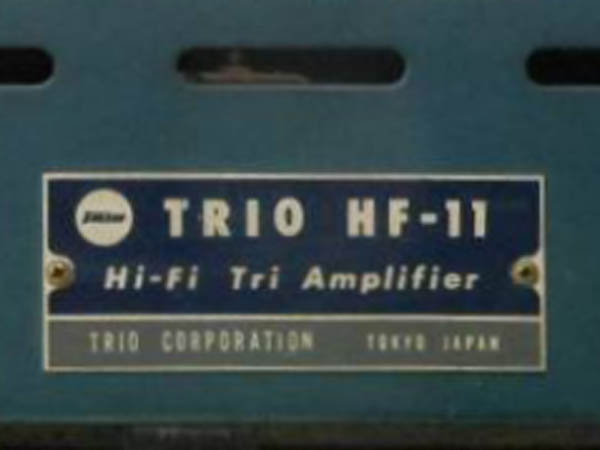 TRIO HF-11
Hi-Fi Tri Amplifier
TRIO CORPORATION TOKYO JAPAN